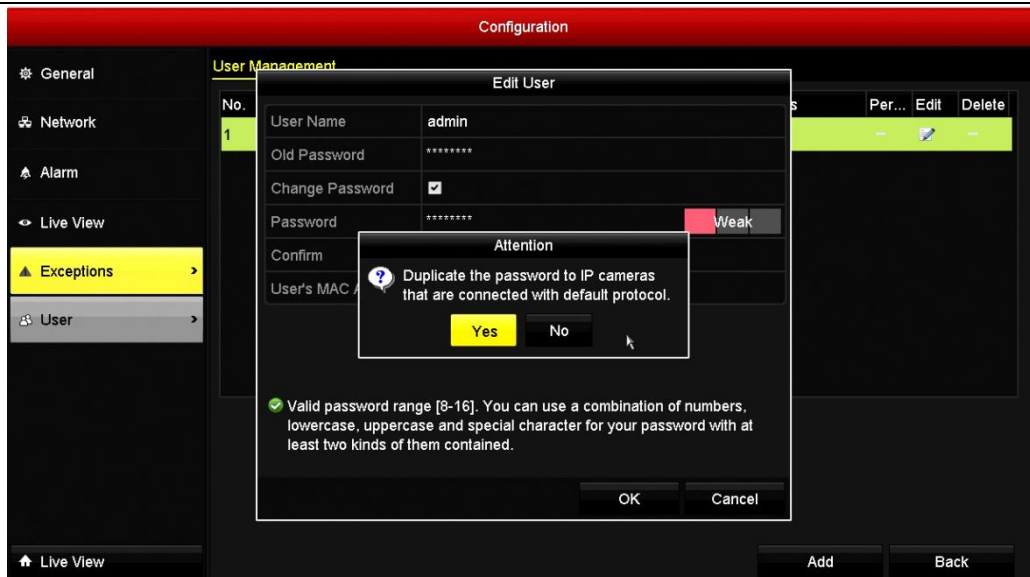 Configuration
General
Network
Alarm
Live View
Exceptions
User
Live View
User Management
No. s Per... Edit Delete
1
Edit User
User Name admin
Old Password ********
Change Password
Password ******** Weak
Confirm
User's MAC A
Attention
Duplicate the password to IP cameras
that are connected with default protocol.
Yes No
Valid password range [8-16]. You can use a combination of numbers,
lowercase, uppercase and special character for your password with at
least two kinds of them contained.
OK Cancel
Add Back